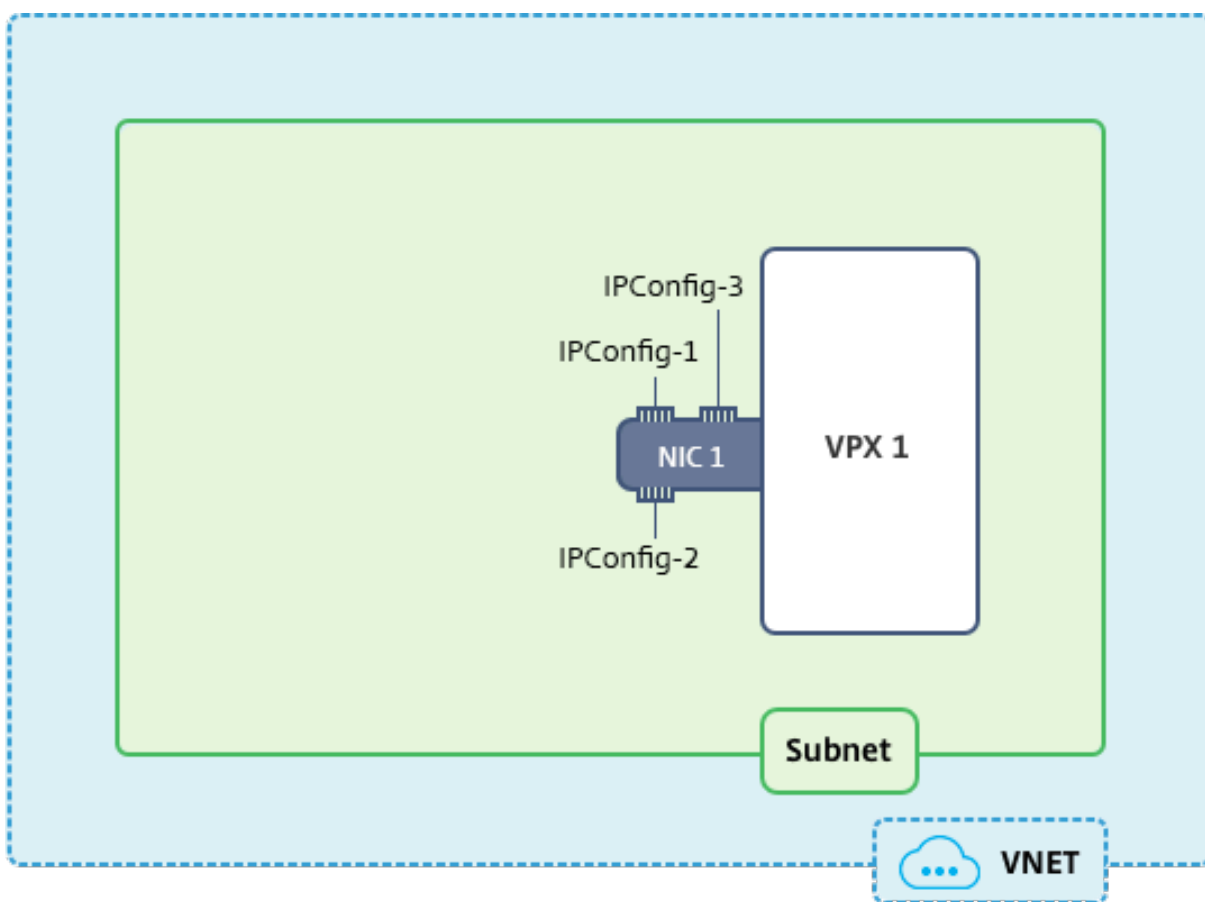 IPConfig-3
IPConfig-1
NIC 1
VPX 1
IPConfig-2
Subnet
VNET